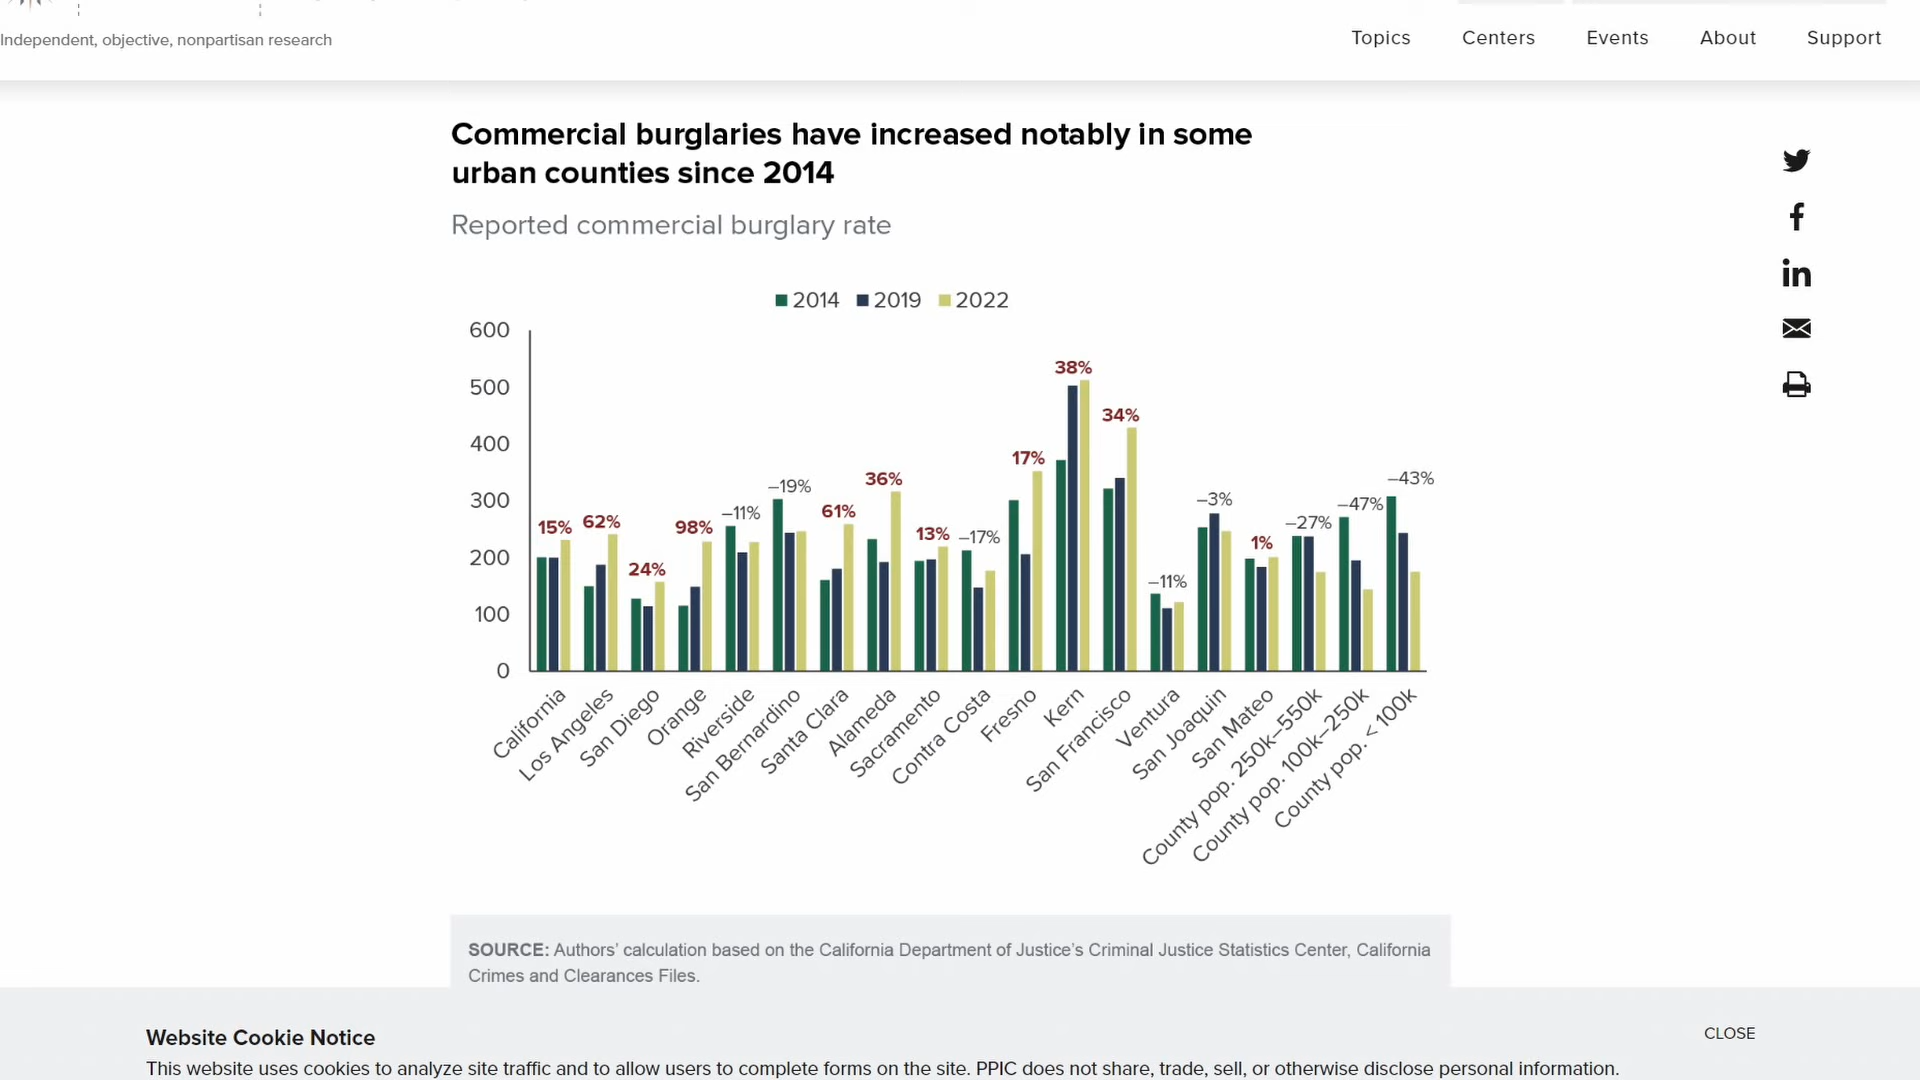 Independent, objective, nonpartisan research
Topics Centers Events About Support
Commercial burglaries have increased notably in some
urban counties since 2014
Reported commercial burglary rate
2014 2019 2022
600
500
400
300
200
100
0
15%
62%
24%
98%
–11%
–19%
61%
36%
13%
–17%
17%
38%
34%
–11%
–3%
1%
–27%
–47%
–43%
California
Los Angeles
San Diego
Orange
Riverside
San Bernardino
Santa Clara
Alameda
Sacramento
Contra Costa
Fresno
Kern
San Francisco
Ventura
San Joaquin
San Mateo
County pop. 250k–550k
County pop. 100k–250k
County pop. < 100k
SOURCE: Authors’ calculation based on the California Department of Justice’s Criminal Justice Statistics Center, California
Crimes and Clearances Files.
Website Cookie Notice
CLOSE
This website uses cookies to analyze site traffic and to allow users to complete forms on the site. PPIC does not share, trade, sell, or otherwise disclose personal information.